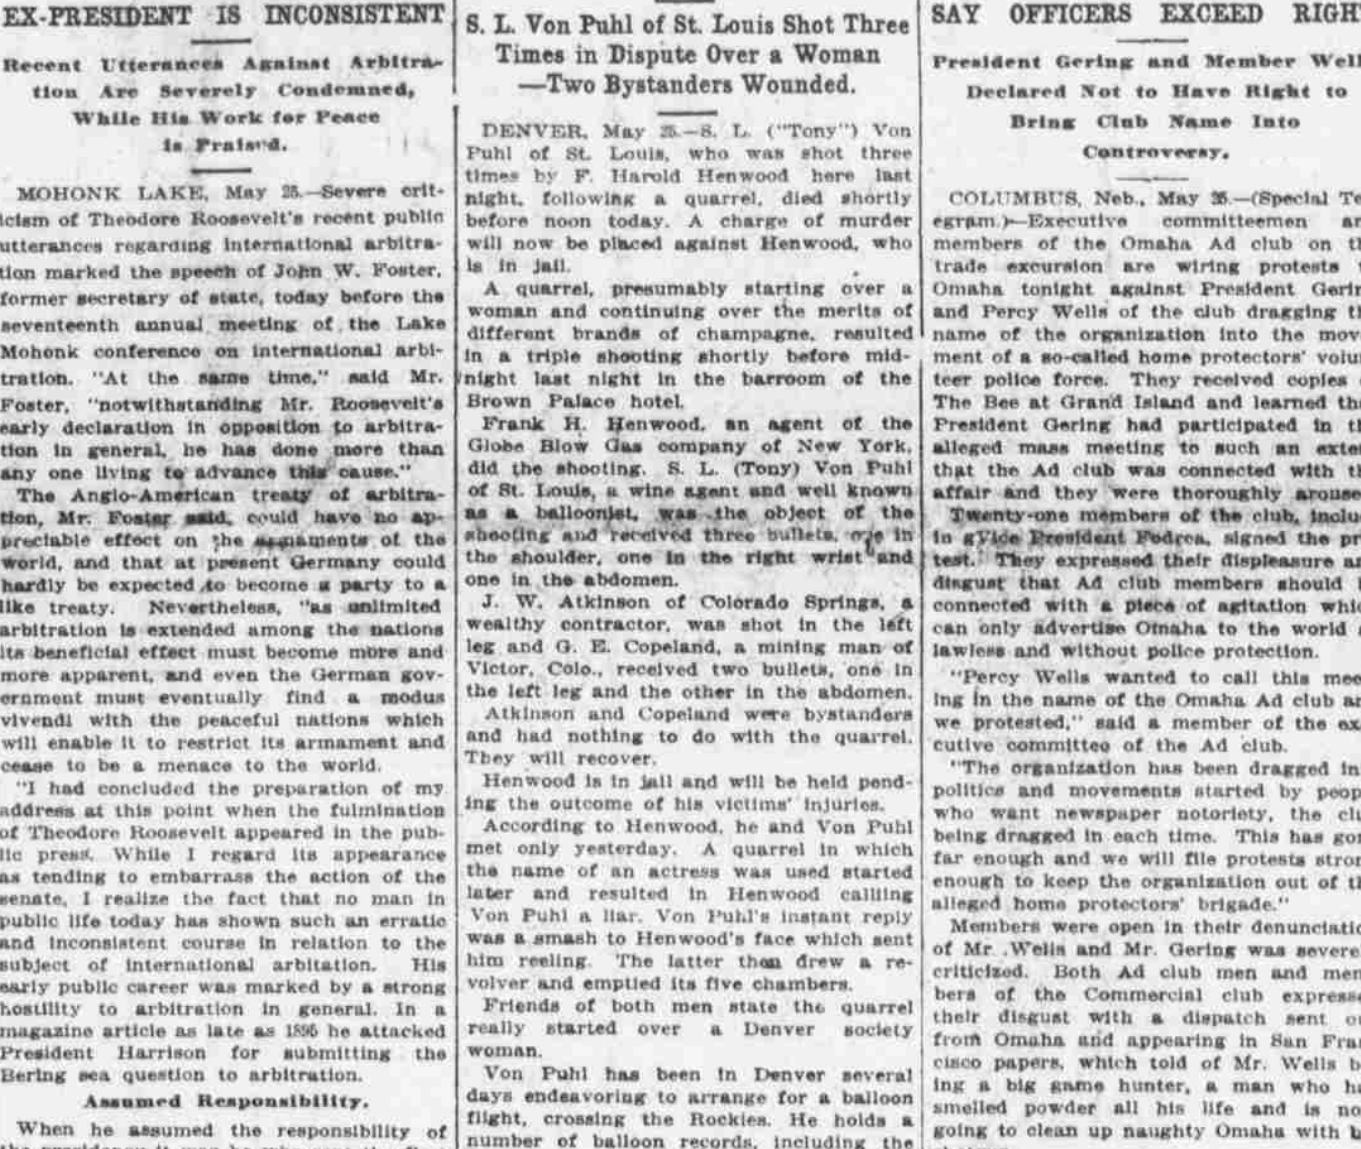 EX-PRESIDENT IS INCONSISTENT
Recent Utterances Against Arbitra-
tion Are Severely Condemned,
While His Work for Peace
is Praised.
MOHONK LAKE, May 25.—Severe crit-
icism of Theodore Roosevelt's recent public
utterances regarding international arbitra-
tion marked the speech of John W. Foster,
former secretary of state, today before the
seventeenth annual meeting of the Lake
Mohonk conference on international arbi-
tration. "At the same time," said Mr.
Foster, "notwithstanding Mr. Roosevelt's
early declaration in opposition to arbitra-
tion in general, he has done more than
any one living to advance this cause."
The Anglo-American treaty of arbitra-
tion, Mr. Foster said, could have no ap-
preciable effect on the armaments of the
world, and that at present Germany could
hardly be expected to become a party to a
like treaty. Nevertheless, "as unlimited
arbitration is extended among the nations
its beneficial effect must become more and
more apparent, and even the German gov-
ernment must eventually find a modus
vivendi with the peaceful nations which
will enable it to restrict its armament and
cease to be a menace to the world.
"I had concluded the preparation of my
address at this point when the fulmination
of Theodore Roosevelt appeared in the pub-
lic press. While I regard its appearance
as tending to embarrass the action of the
senate, I realize the fact that no man in
public life today has shown such an erratic
and inconsistent course in relation to the
subject of international arbitation. His
early public career was marked by a strong
hostility to arbitration in general. In a
magazine article as late as 1895 he attacked
President Harrison for submitting the
Bering sea question to arbitration.
Assumed Responsibility.
When he assumed the responsibility of
S. L. Von Puhl of St. Louis Shot Three
Times in Dispute Over a Woman
—Two Bystanders Wounded.
DENVER, May 25.—S. L. ("Tony") Von
Puhl of St. Louis, who was shot three
times by F. Harold Henwood here last
night, following a quarrel, died shortly
before noon today. A charge of murder
will now be placed against Henwood, who
is in jail.
A quarrel, presumably starting over a
woman and continuing over the merits of
different brands of champagne, resulted
in a triple shooting shortly before mid-
night last night in the barroom of the
Brown Palace hotel.
Frank H. Henwood, an agent of the
Globe Blow Gas company of New York,
did the shooting. S. L. (Tony) Von Puhl
of St. Louis, a wine agent and well known
as a balloonist, was the object of the
shooting and received three bullets, one in
the shoulder, one in the right wrist and
one in the abdomen.
J. W. Atkinson of Colorado Springs, a
wealthy contractor, was shot in the left
leg and G. E. Copeland, a mining man of
Victor, Colo., received two bullets, one in
the left leg and the other in the abdomen.
Atkinson and Copeland were bystanders
and had nothing to do with the quarrel.
They will recover.
Henwood is in jail and will be held pend-
ing the outcome of his victims' injuries.
According to Henwood, he and Von Puhl
met only yesterday. A quarrel in which
the name of an actress was used started
later and resulted in Henwood callling
Von Puhl a liar. Von Puhl's instant reply
was a smash to Henwood's face which sent
him reeling. The latter then drew a re-
volver and emptied its five chambers.
Friends of both men state the quarrel
really started over a Denver society
woman.
Von Puhl has been in Denver several
days endeavoring to arrange for a balloon
flight, crossing the Rockies. He holds a
number of balloon records, including the
SAY OFFICERS EXCEED RIGHT
President Gering and Member Well
Declared Not to Have Right to
Bring Club Name Into
Controversy.
COLUMBUS, Neb., May 25.—(Special Te
egram.)—Executive committeemen an
members of the Omaha Ad club on th
trade excursion are wiring protests t
Omaha tonight against President Gerin
and Percy Wells of the club dragging th
name of the organization into the move
ment of a so-called home protectors' volun
teer police force. They received copies o
The Bee at Grand Island and learned tha
President Gering had participated in th
alleged mass meeting to such an exten
that the Ad club was connected with th
affair and they were thoroughly arouse
Twenty-one members of the club, includ
in gVice President Fodrea, signed the pro
test. They expressed their displeasure an
disgust that Ad club members should b
connected with a piece of agitation whic
can only advertise Omaha to the world a
lawless and without police protection.
"Percy Wells wanted to call this mee
ing in the name of the Omaha Ad club an
we protested," said a member of the exe
cutive committee of the Ad club.
"The organization has been dragged in
politics and movements started by peop
who want newspaper notoriety, the clu
being dragged in each time. This has gon
far enough and we will file protests stron
enough to keep the organization out of th
alleged home protectors' brigade."
Members were open in their denunciatio
of Mr. Wells and Mr. Gering was severe
criticized. Both Ad club men and mem
bers of the Commercial club expresse
their disgust with a dispatch sent ou
from Omaha and appearing in San Fran
cisco papers, which told of Mr. Wells b
ing a big game hunter, a man who ha
smelled powder all his life and is no
going to clean up naughty Omaha with b